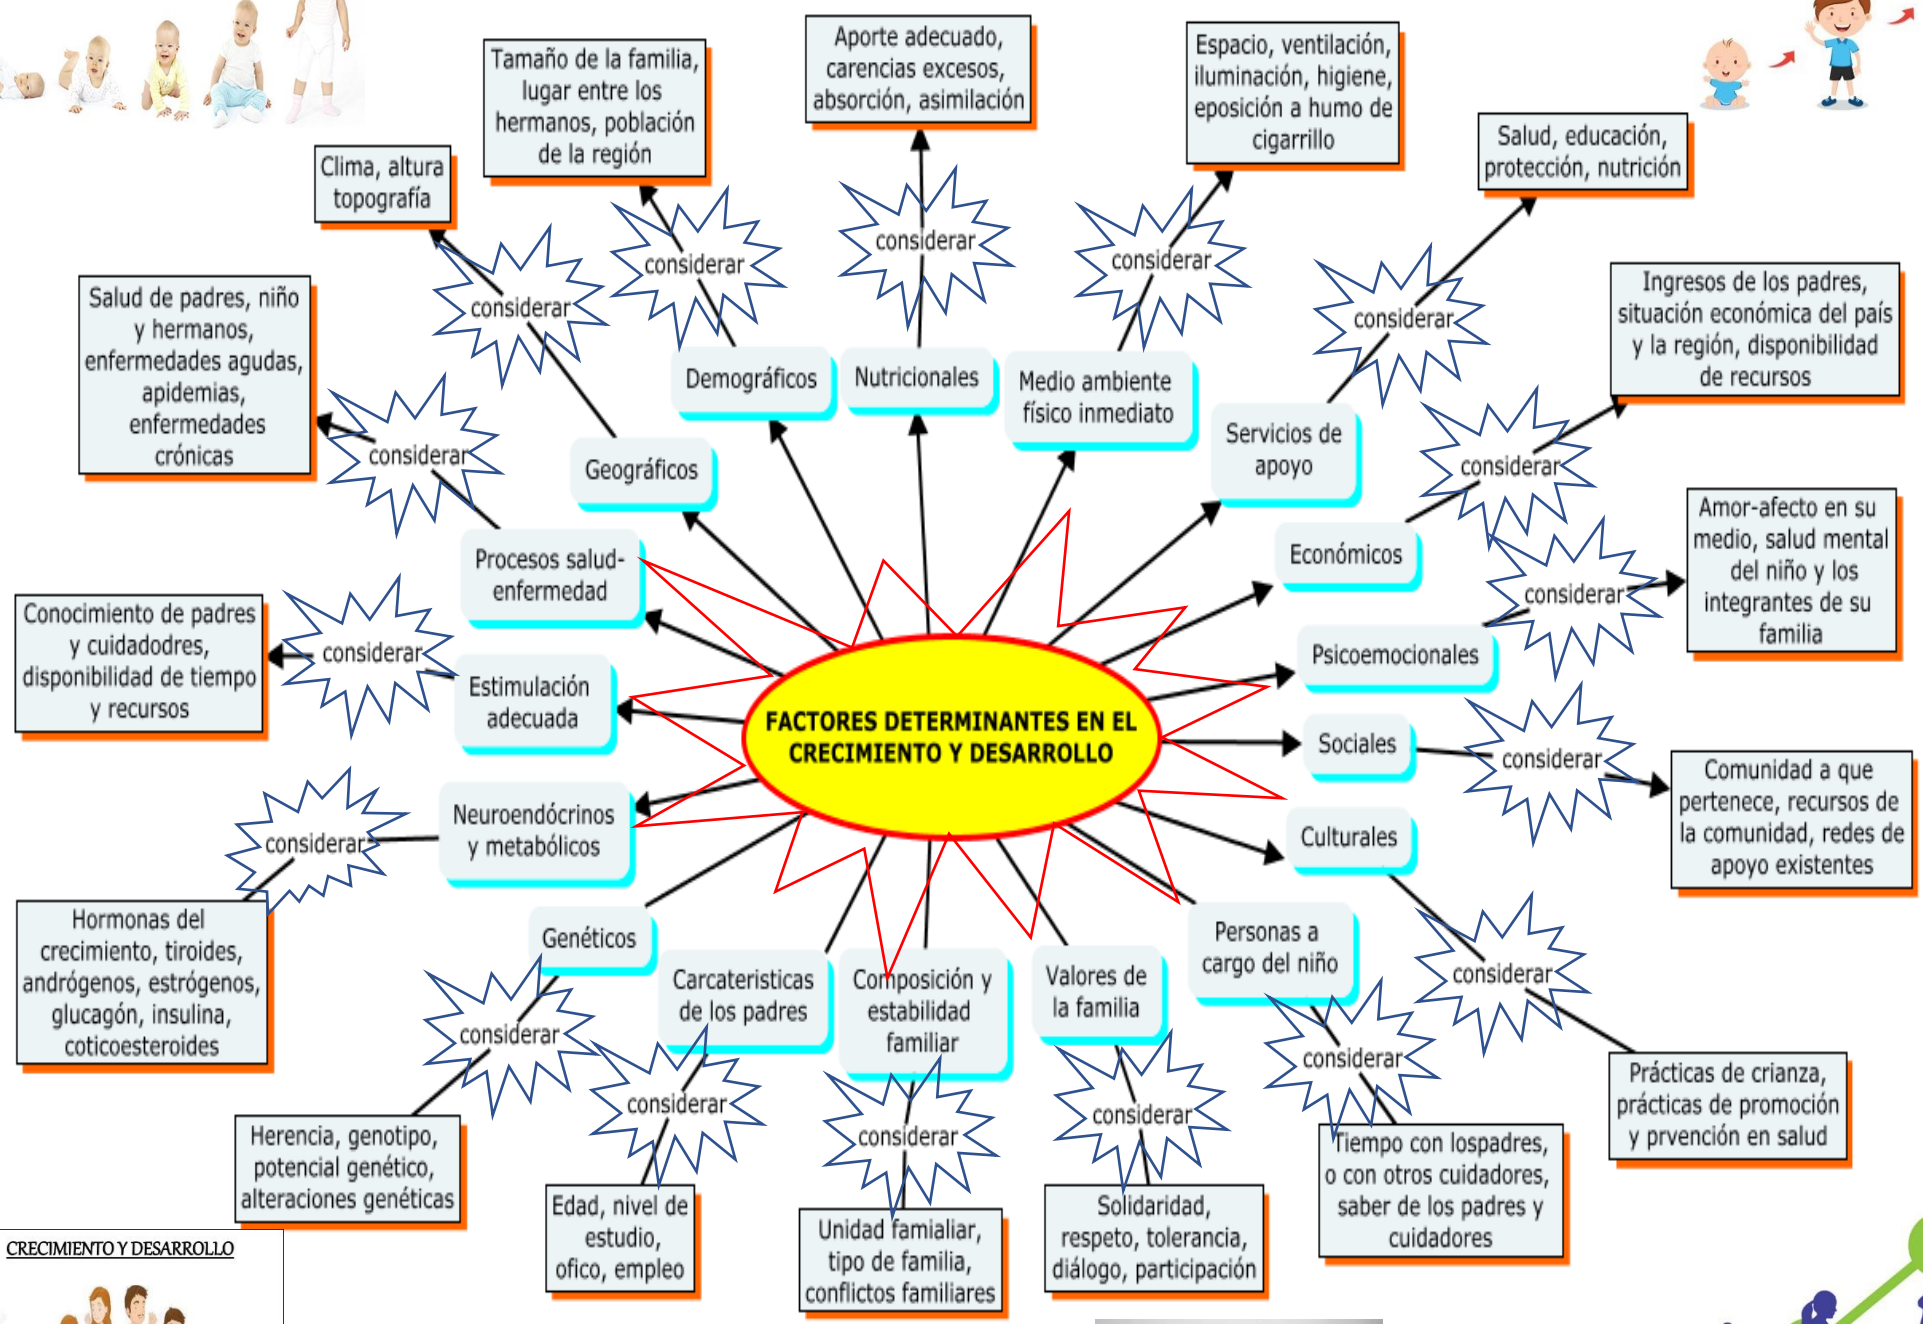 Aporte adecuado,
carencias excesos,
absorción, asimilación
Tamaño de la familia,
lugar entre los
hermanos, población
de la región
Espacio, ventilación,
iluminación, higiene,
eposición a humo de
cigarrillo
Salud, educación,
protección, nutrición
Clima, altura
topografía
considerar
considerar
considerar
considerar
considerar
considerar
Salud de padres, niño
y hermanos,
enfermedades agudas,
apidemias,
enfermedades
crónicas
Ingresos de los padres,
situación económica del país
y la región, disponibilidad
de recursos
Demográficos
Nutricionales
Medio ambiente
físico inmediato
Servicios de
apoyo
Geográficos
considerar
considerar
Procesos salud-
enfermedad
Económicos
Amor-afecto en su
medio, salud mental
del niño y los
integrantes de su
familia
considerar
Conocimiento de padres
y cuidadodres,
disponibilidad de tiempo
y recursos
considerar
Estimulación
adecuada
Psicoemocionales
FACTORES DETERMINANTES EN EL
CRECIMIENTO Y DESARROLLO
Sociales
considerar
Comunidad a que
pertenece, recursos de
la comunidad, redes de
apoyo existentes
Neuroendócrinos
y metabólicos
considerar
Culturales
Hormonas del
crecimiento, tiroides,
andrógenos, estrógenos,
glucagón, insulina,
coticoesteroides
Genéticos
Carcateristicas
de los padres
Composición y
estabilidad
familiar
Valores de
la familia
Personas a
cargo del niño
considerar
considerar
considerar
considerar
considerar
considerar
Herencia, genotipo,
potencial genético,
alteraciones genéticas
Prácticas de crianza,
prácticas de promoción
y prvención en salud
Tiempo con lospadres,
o con otros cuidadores,
saber de los padres y
cuidadores
Edad, nivel de
estudio,
ofico, empleo
Unidad famialiar,
tipo de familia,
conflictos familiares
Solidaridad,
respeto, tolerancia,
diálogo, participación
CRECIMIENTO Y DESARROLLO